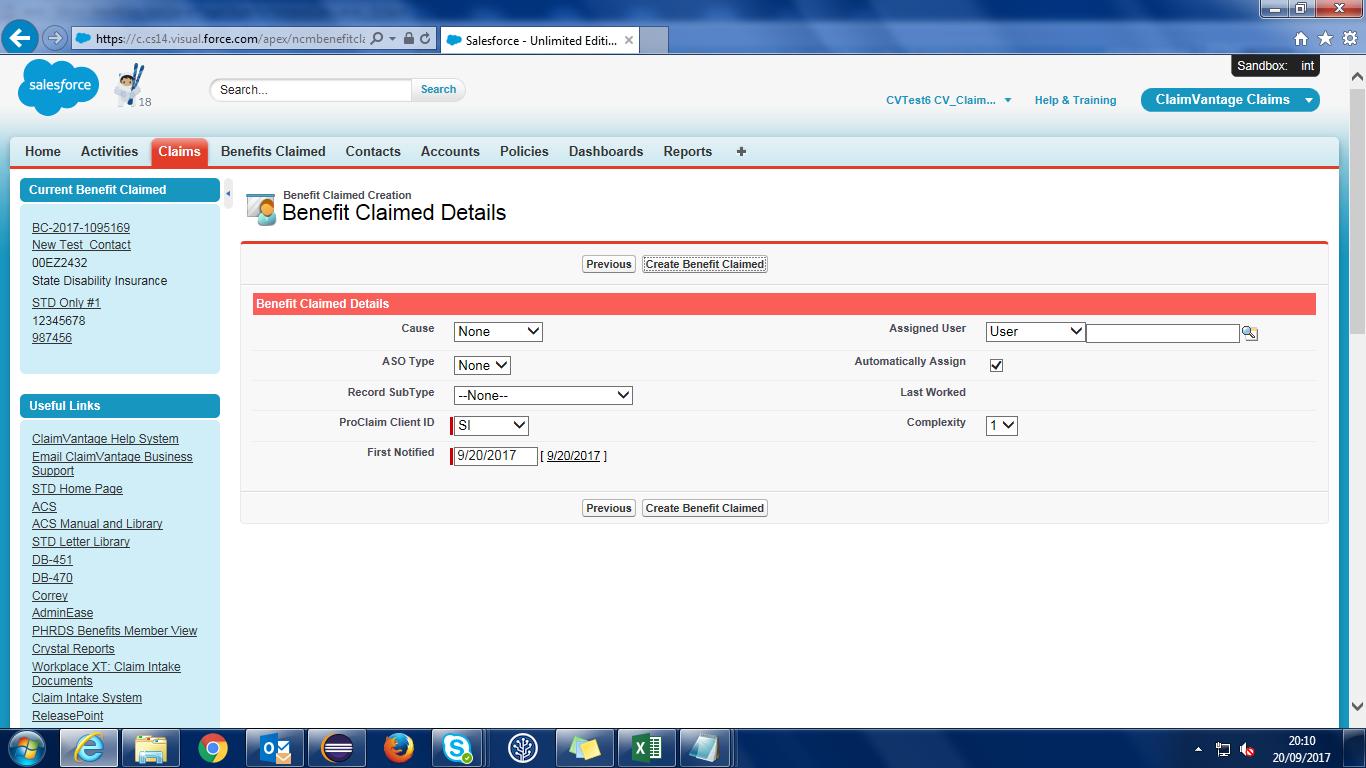 https://c.cs14.visual.force.com/apex/ncmbenefitcla
Salesforce - Unlimited Editi...
Sandbox: int
salesforce
18
Search...
Search
CVTest6 CV_Claim...
Help & Training
ClaimVantage Claims
Home Activities Claims Benefits Claimed Contacts Accounts Policies Dashboards Reports +
Current Benefit Claimed
BC-2017-1095169
New Test_Contact
00EZ2432
State Disability Insurance
STD Only #1
12345678
987456
Useful Links
ClaimVantage Help System
Email ClaimVantage Business
Support
STD Home Page
ACS
ACS Manual and Library
STD Letter Library
DB-451
DB-470
Correy
AdminEase
PHRDS Benefits Member View
Crystal Reports
Workplace XT: Claim Intake
Documents
Claim Intake System
ReleasePoint
Benefit Claimed Creation
Benefit Claimed Details
Previous Create Benefit Claimed
Benefit Claimed Details
Cause None Assigned User User
ASO Type None Automatically Assign
Record SubType --None-- Last Worked
ProClaim Client ID SI Complexity 1
First Notified 9/20/2017 [ 9/20/2017 ]
Previous Create Benefit Claimed
20:10
20/09/2017